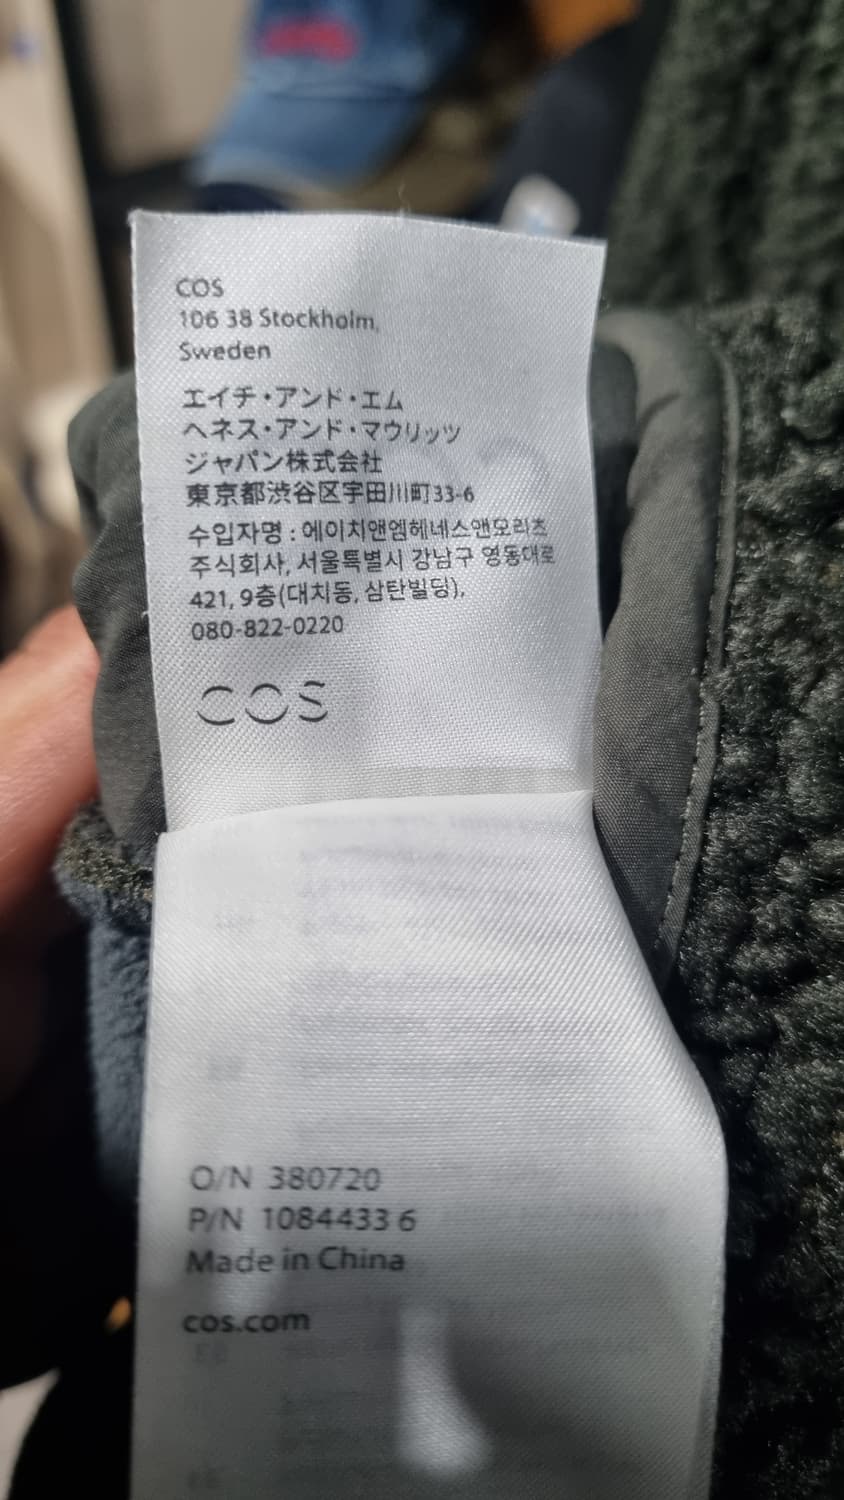 COS
106 38 Stockholm,
Sweden
エイチ・アンド・エム
ヘネス・アンド・マウリッツ
ジャパン株式会社
東京都渋谷区宇田川町33-6
수입자명 : 에이치앤엠헤네스앤모리츠
주식회사, 서울특별시 강남구 영동대로
421, 9층(대치동, 삼탄빌딩),
080-822-0220
COS
O/N 380720
P/N 1084433 6
Made in China
cos.com